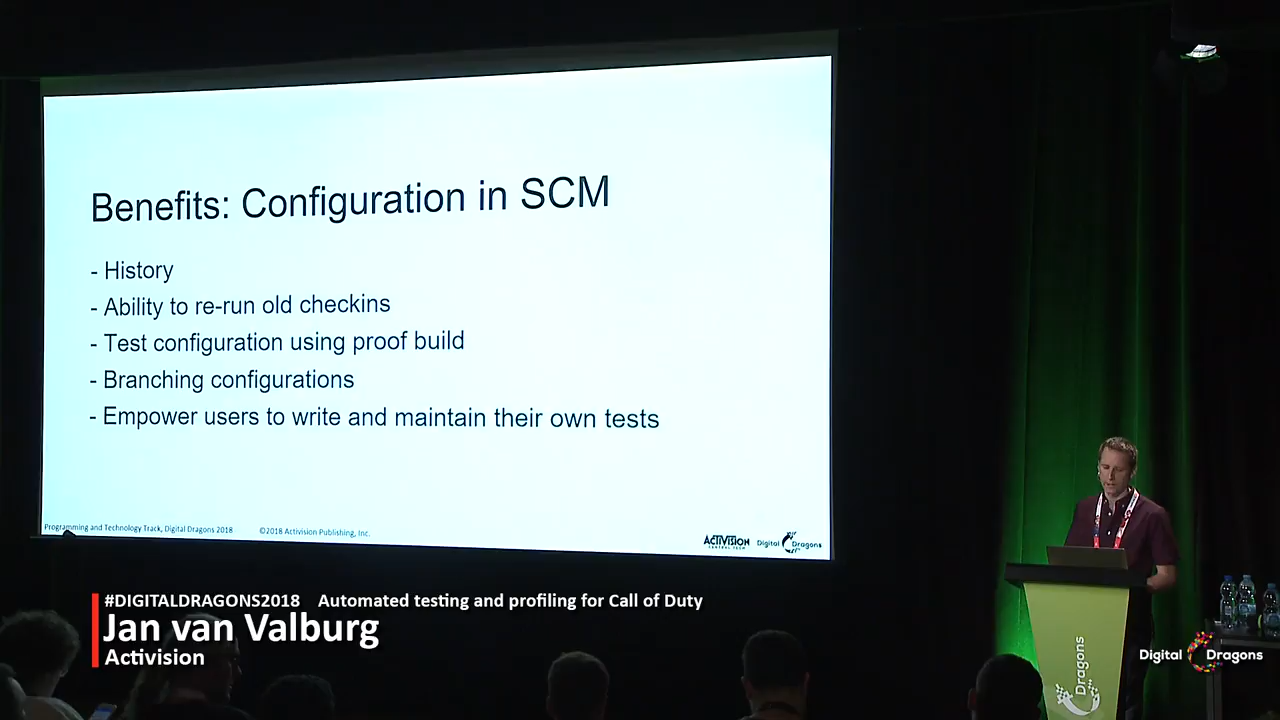 Benefits: Configuration in SCM
- History
- Ability to re-run old checkins
- Test configuration using proof build
- Branching configurations
- Empower users to write and maintain their own tests
Programming and Technology Track, Digital Dragons 2018 ©2018 Activision Publishing, Inc.
ACTIVISION CENTRAL TECH Digital Dragons
#DIGITALDRAGONS2018 Automated testing and profiling for Call of Duty
Jan van Valburg
Activision
Dragons
Digital Dragons